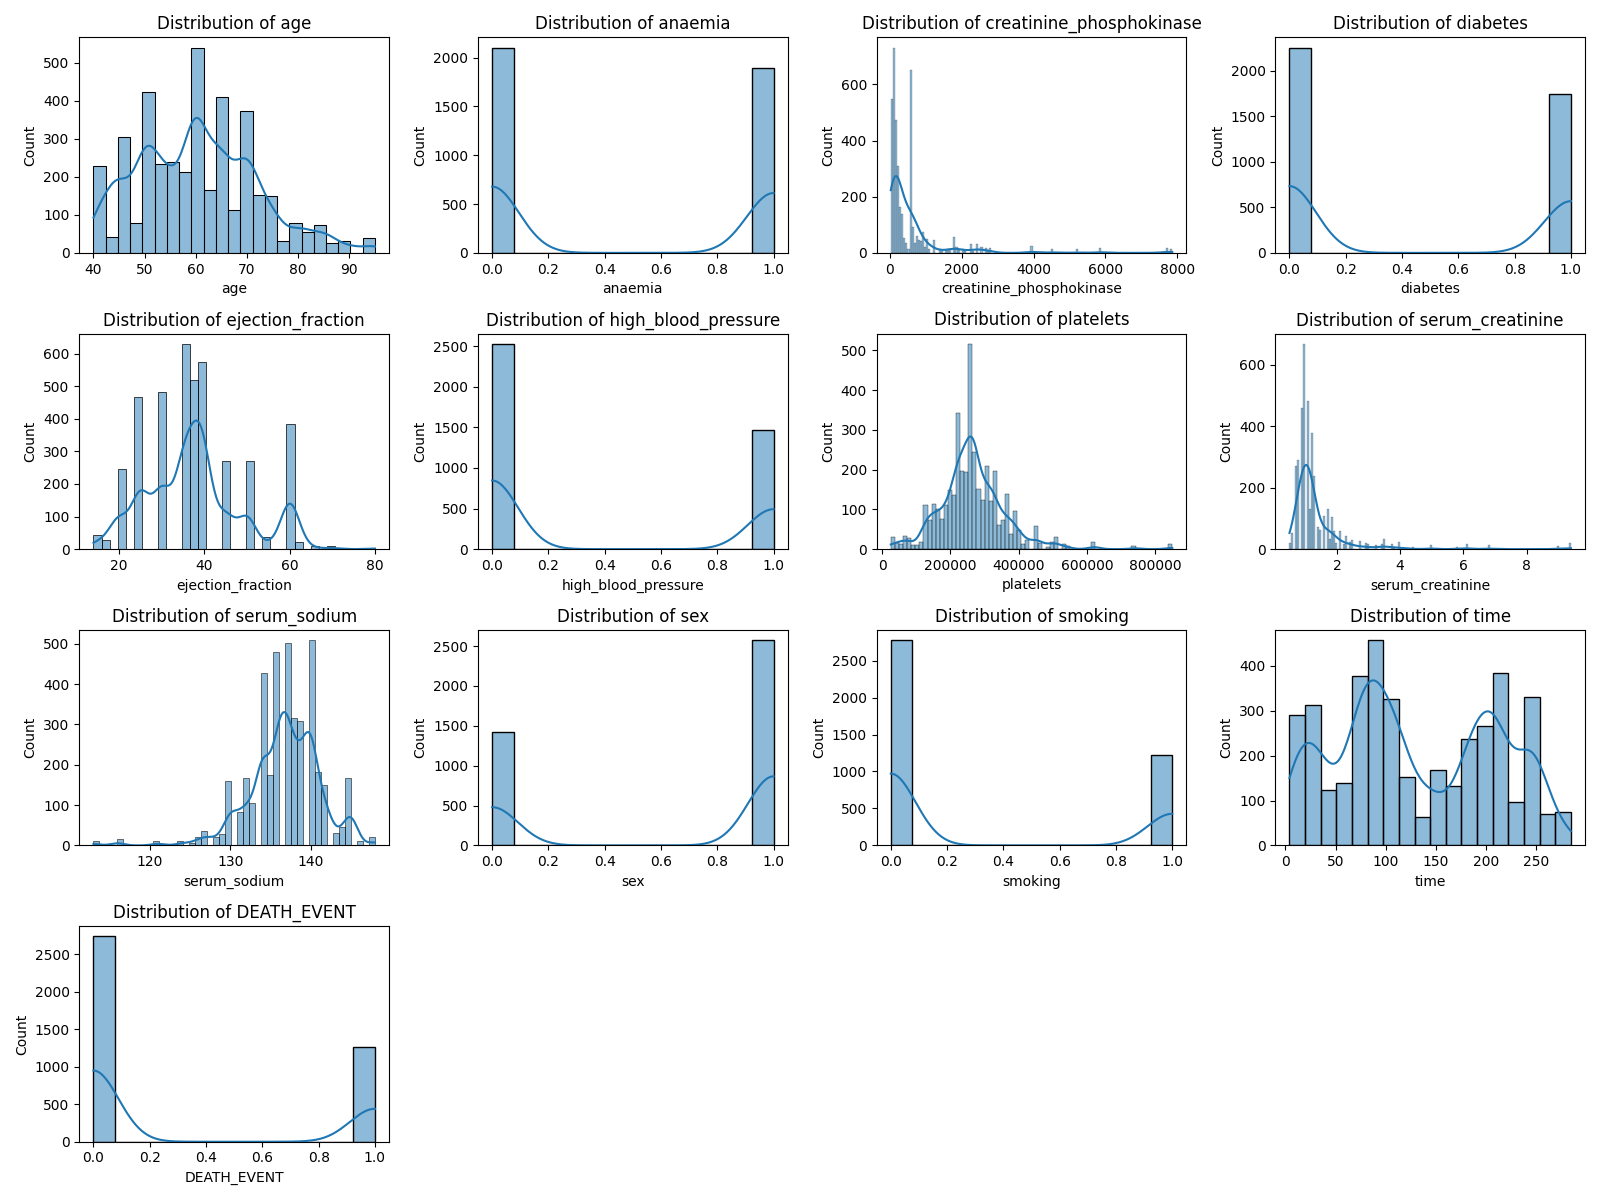 Distribution of age
500
400
300
200
100
0
Count
40 50 60 70 80 90
age
Distribution of anaemia
2000
1500
1000
500
0
Count
0.0 0.2 0.4 0.6 0.8 1.0
anaemia
Distribution of creatinine_phosphokinase
600
400
200
0
Count
0 2000 4000 6000 8000
creatinine_phosphokinase
Distribution of diabetes
2000
1500
1000
500
0
Count
0.0 0.2 0.4 0.6 0.8 1.0
diabetes
Distribution of ejection_fraction
600
500
400
300
200
100
0
Count
20 40 60 80
ejection_fraction
Distribution of high_blood_pressure
2500
2000
1500
1000
500
0
Count
0.0 0.2 0.4 0.6 0.8 1.0
high_blood_pressure
Distribution of platelets
500
400
300
200
100
0
Count
0 200000 400000 600000 800000
platelets
Distribution of serum_creatinine
600
400
200
0
Count
2 4 6 8
serum_creatinine
Distribution of serum_sodium
500
400
300
200
100
0
Count
120 130 140
serum_sodium
Distribution of sex
2500
2000
1500
1000
500
0
Count
0.0 0.2 0.4 0.6 0.8 1.0
sex
Distribution of smoking
2500
2000
1500
1000
500
0
Count
0.0 0.2 0.4 0.6 0.8 1.0
smoking
Distribution of time
400
300
200
100
0
Count
0 50 100 150 200 250
time
Distribution of DEATH_EVENT
2500
2000
1500
1000
500
0
Count
0.0 0.2 0.4 0.6 0.8 1.0
DEATH_EVENT